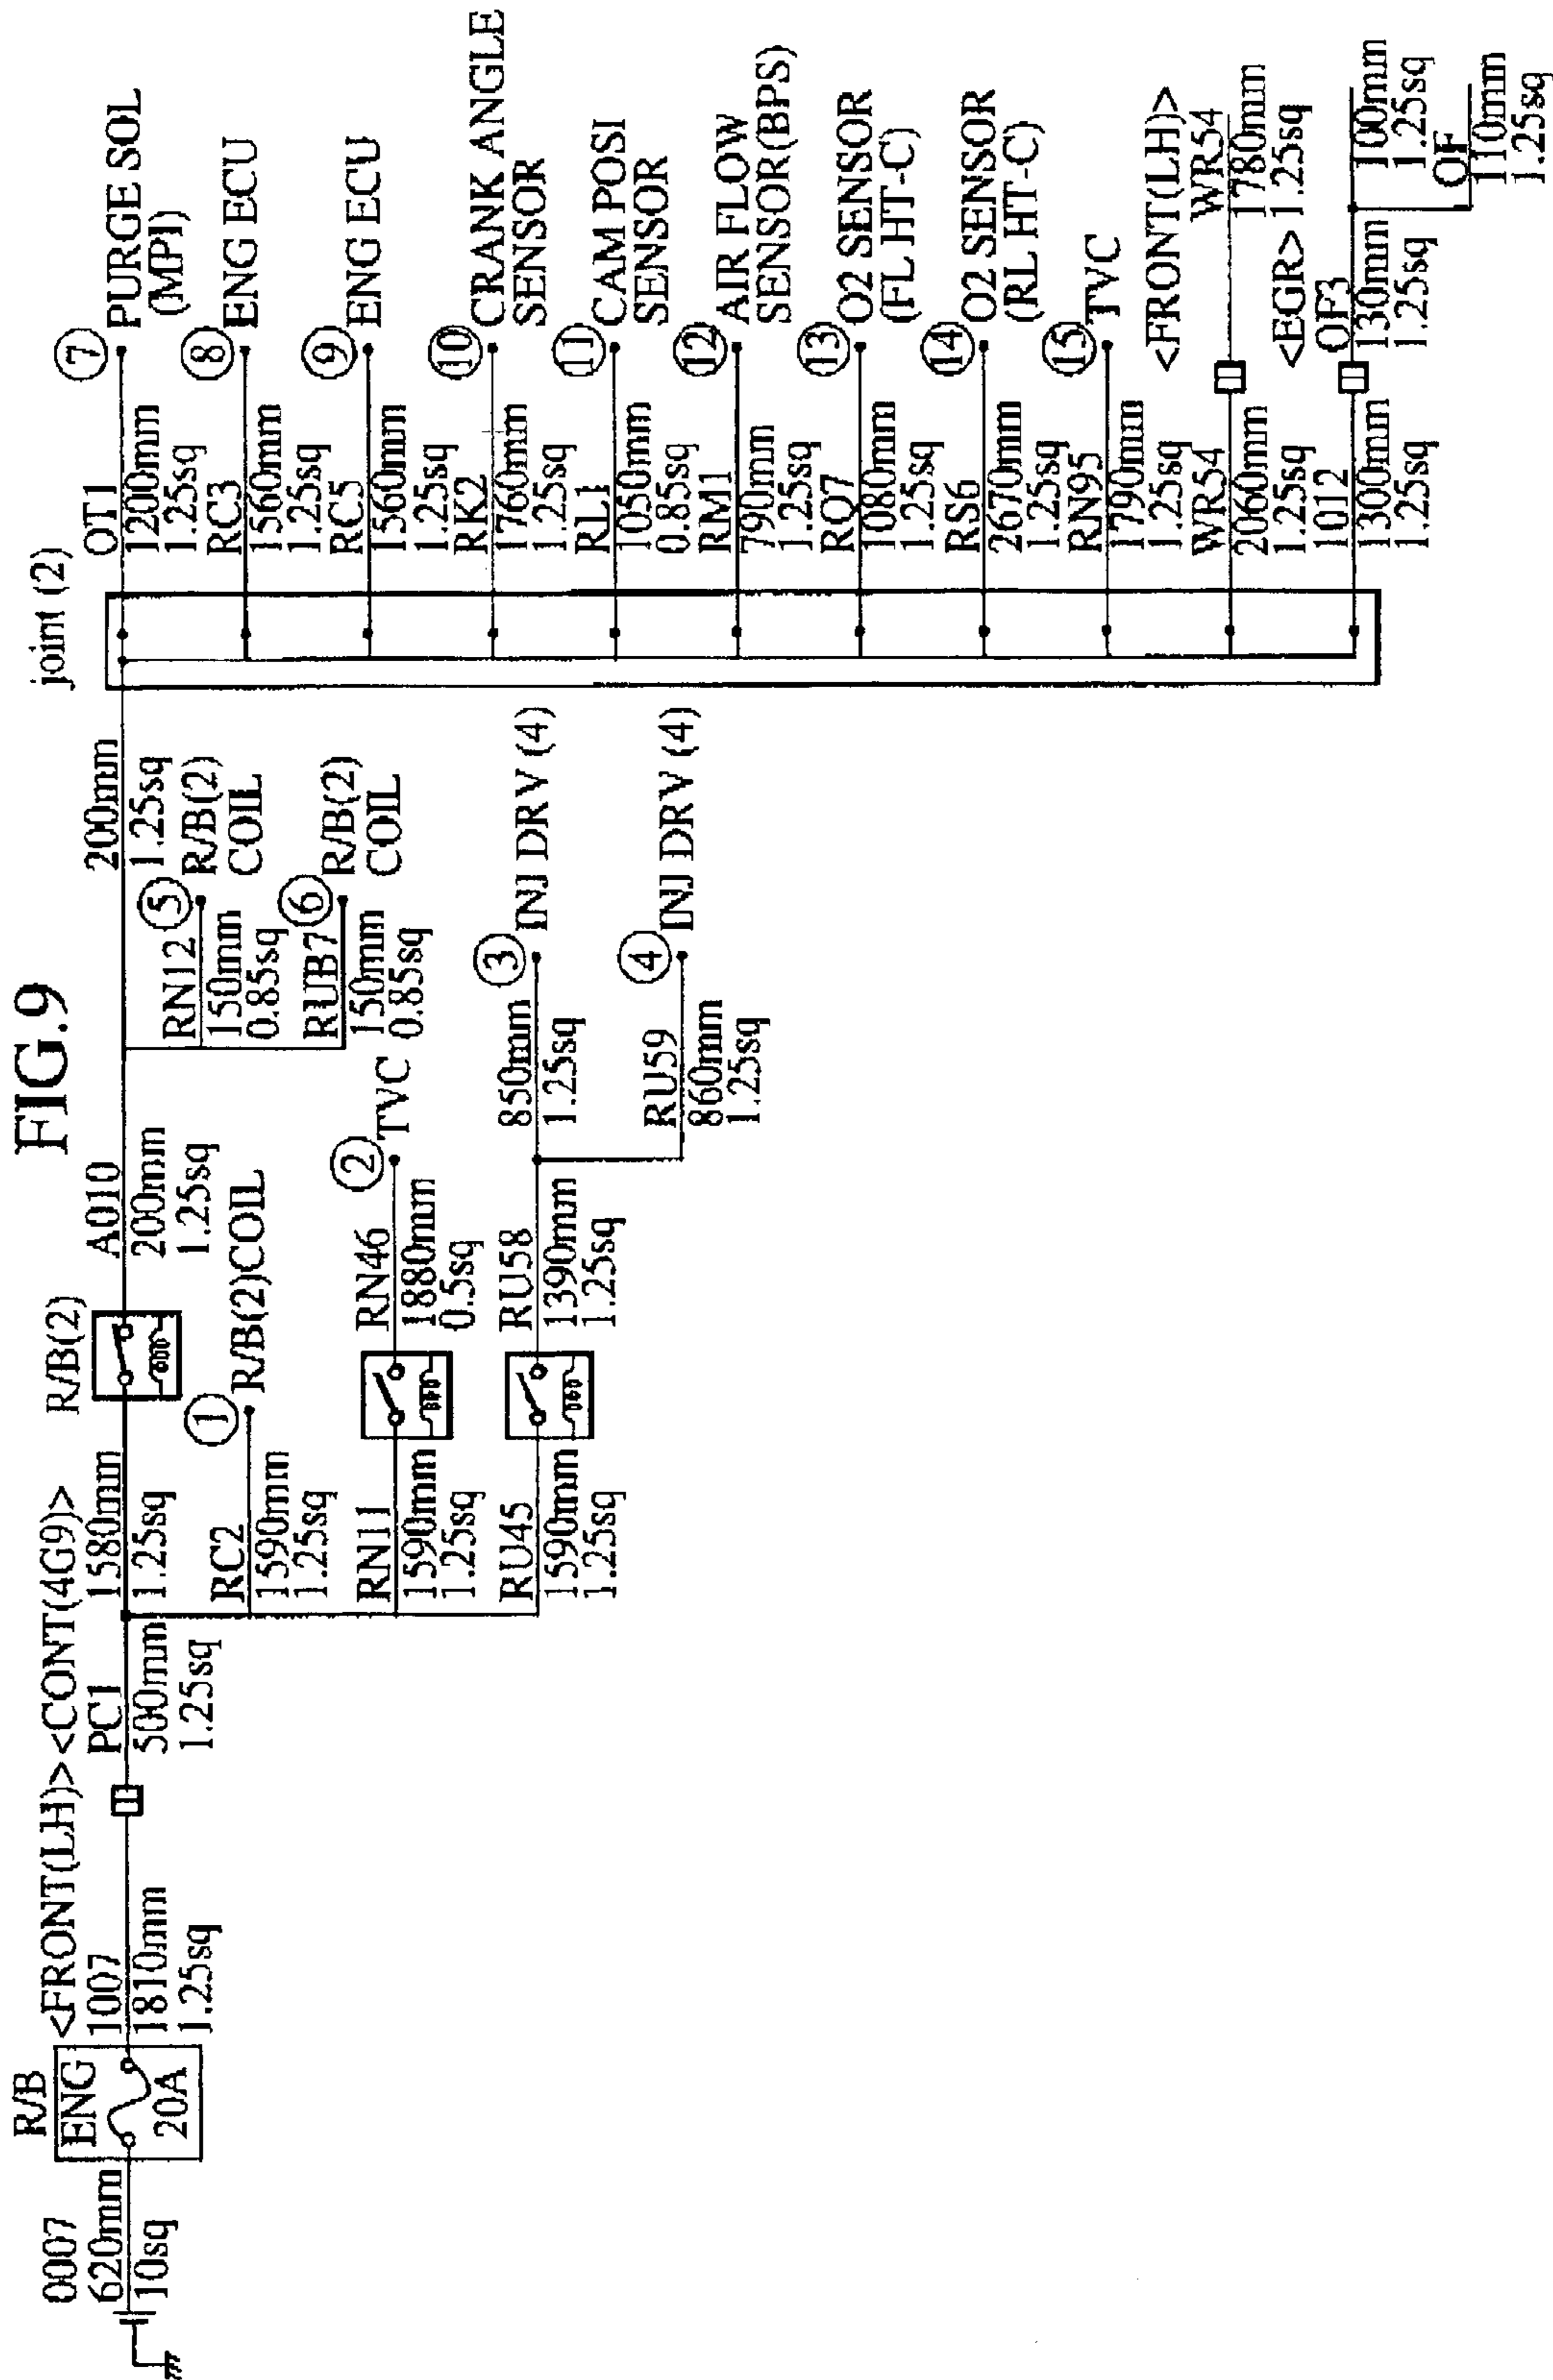 FIG.9
R/B
ENG
20A
0007
620mm
10sq
<FRONT(LH)><CONT(4G9)>
1007
1810mm
1.25sq
PC1
500mm
1.25sq
1580mm
1.25sq
R/B(2)
A010
200mm
1.25sq
200mm
1.25sq
RC2
1590mm
1.25sq
①
R/B(2)COIL
RN11
1590mm
1.25sq
RN46
1880mm
0.5sq
②
TVC
RU45
1590mm
1.25sq
RU58
1390mm
1.25sq
850mm
1.25sq
③
INJ DRV (4)
RU59
860mm
1.25sq
④
INJ DRV (4)
RN12
150mm
0.85sq
⑤
R/B(2)
COIL
RUB7
150mm
0.85sq
⑥
R/B(2)
COIL
joint (2)
OT1
1200mm
1.25sq
⑦
PURGE SOL
(MPI)
RC3
1560mm
1.25sq
⑧
ENG ECU
RC5
1560mm
1.25sq
⑨
ENG ECU
RK2
1760mm
1.25sq
⑩
CRANK ANGLE
SENSOR
RL1
1050mm
0.85sq
⑪
CAM POSI
SENSOR
RM1
790mm
1.25sq
⑫
AIR FLOW
SENSOR(BPS)
RQ7
1080mm
1.25sq
⑬
O2 SENSOR
(FL HT-C)
RS6
2670mm
1.25sq
⑭
O2 SENSOR
(RL HT-C)
RN95
1790mm
1.25sq
⑮
TVC
WR54
2060mm
1.25sq
<FRONT(LH)>
WR54
1780mm
1.25sq
1012
1300mm
1.25sq
<EGR>
OP3
130mm
1.25sq
100mm
1.25sq
OF
110mm
1.25sq